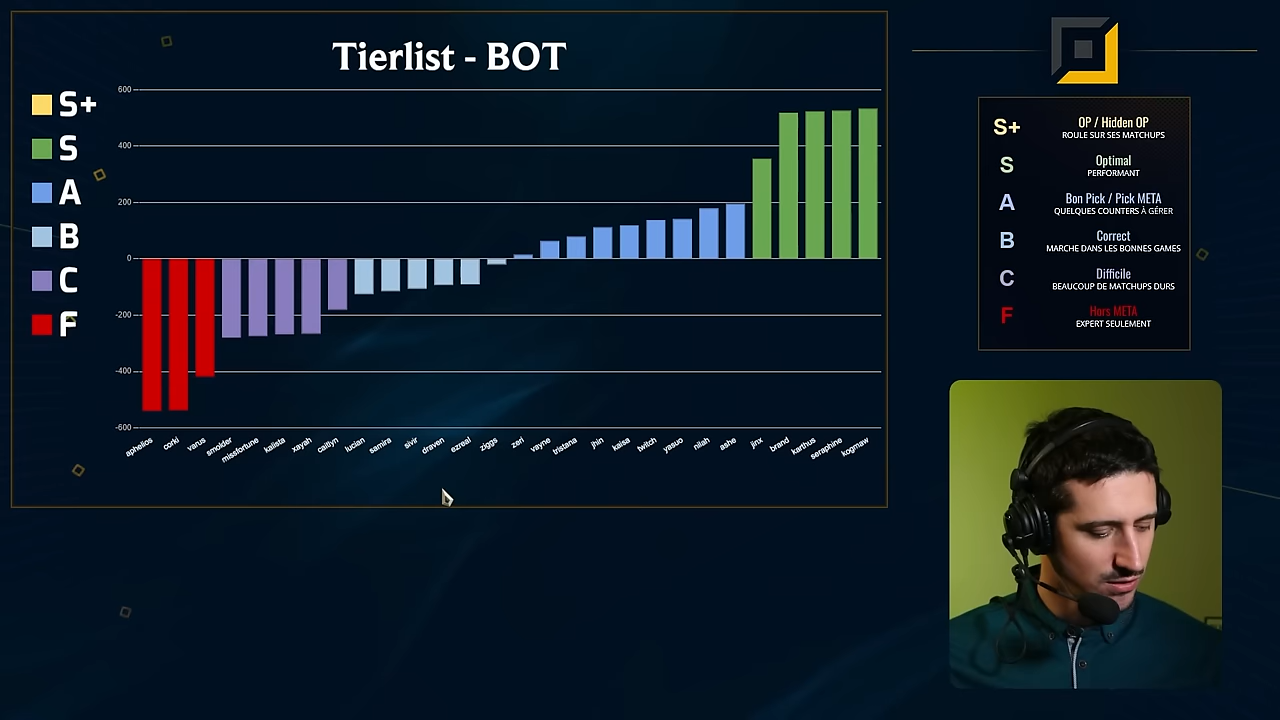 Tierlist - BOT
S+
S
A
B
C
F
600
400
200
0
-200
-400
-600
aphelios
corki
varus
smolder
missfortune
kalista
xayah
caitlyn
lucian
samira
sivir
draven
ezreal
ziggs
zeri
vayne
tristana
jhin
kaisa
twitch
yasuo
nilah
ashe
jinx
brand
karthus
seraphine
kogmaw
S+
OP / Hidden OP
ROULE SUR SES MATCHUPS
S
Optimal
PERFORMANT
A
Bon Pick / Pick META
QUELQUES COUNTERS À GÉRER
B
Correct
MARCHE DANS LES BONNES GAMES
C
Difficile
BEAUCOUP DE MATCHUPS DURS
F
Hors META
EXPERT SEULEMENT